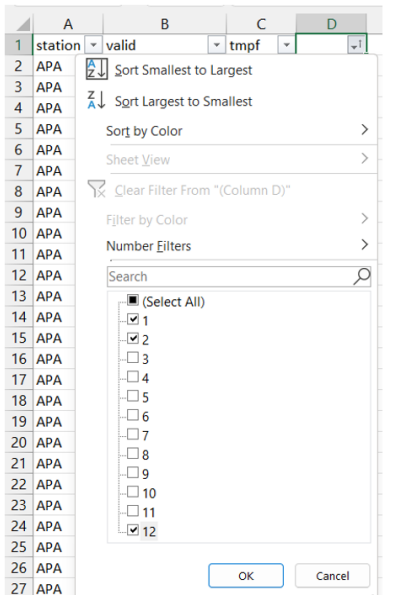 A B C D
1 station valid tmpf
2 APA
3 APA
4 APA
5 APA
6 APA
7 APA
8 APA
9 APA
10 APA
11 APA
12 APA
13 APA
14 APA
15 APA
16 APA
17 APA
18 APA
19 APA
20 APA
21 APA
22 APA
23 APA
24 APA
25 APA
26 APA
27 APA
Sort Smallest to Largest
Sort Largest to Smallest
Sort by Color
Sheet View
Clear Filter From "(Column D)"
Filter by Color
Number Filters
Search
(Select All)
1
2
3
4
5
6
7
8
9
10
11
12
OK Cancel